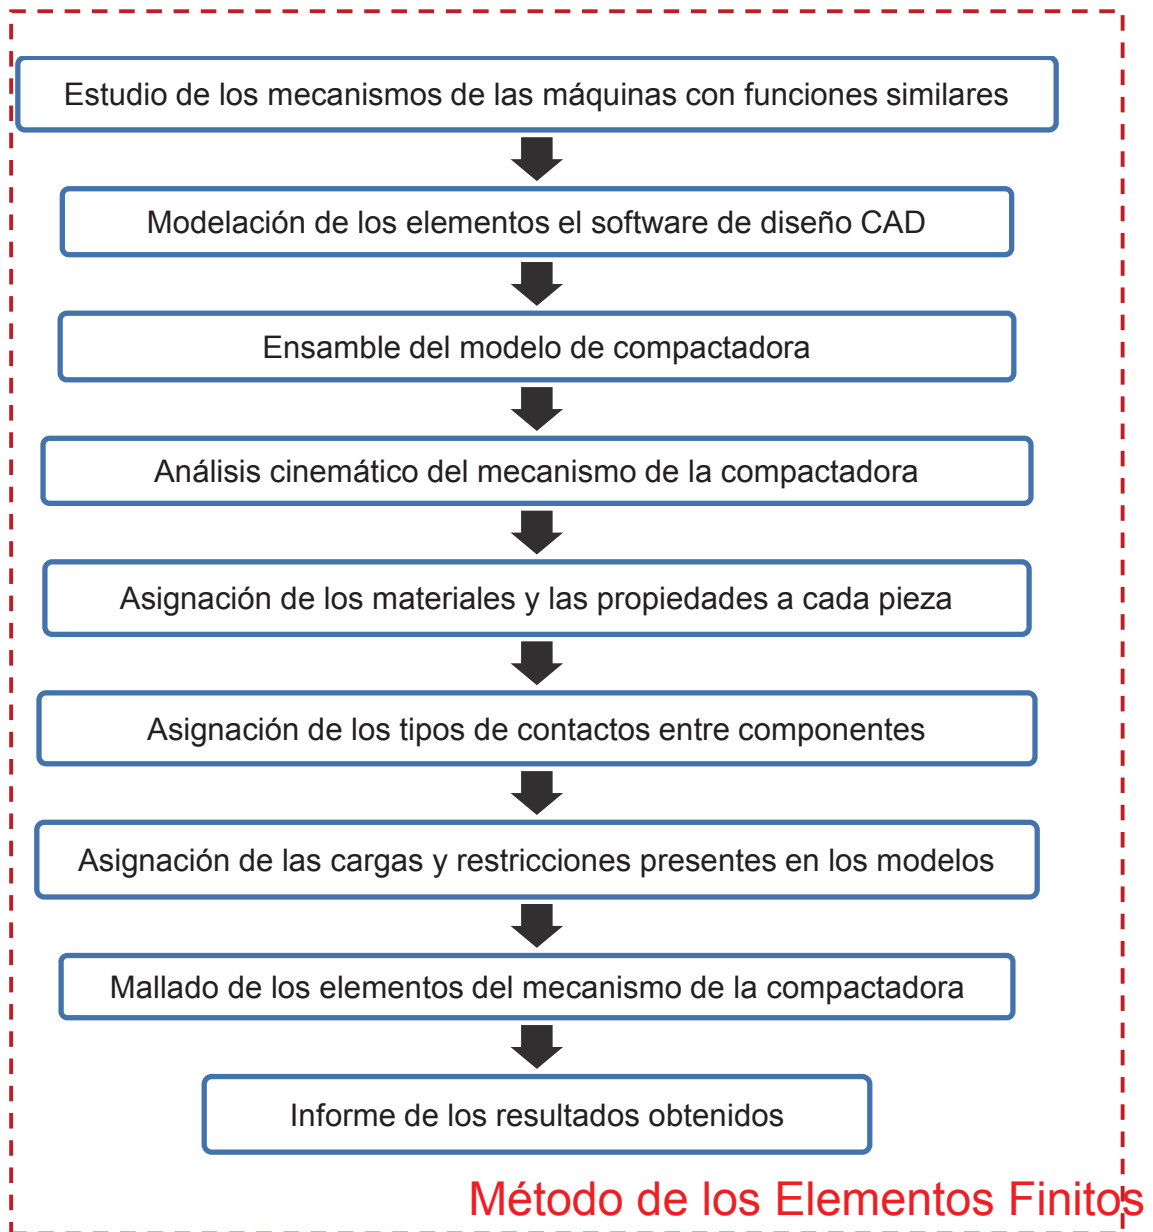 Estudio de los mecanismos de las máquinas con funciones similares
Modelación de los elementos el software de diseño CAD
Ensamble del modelo de compactadora
Análisis cinemático del mecanismo de la compactadora
Asignación de los materiales y las propiedades a cada pieza
Asignación de los tipos de contactos entre componentes
Asignación de las cargas y restricciones presentes en los modelos
Mallado de los elementos del mecanismo de la compactadora
Informe de los resultados obtenidos
Método de los Elementos Finitos